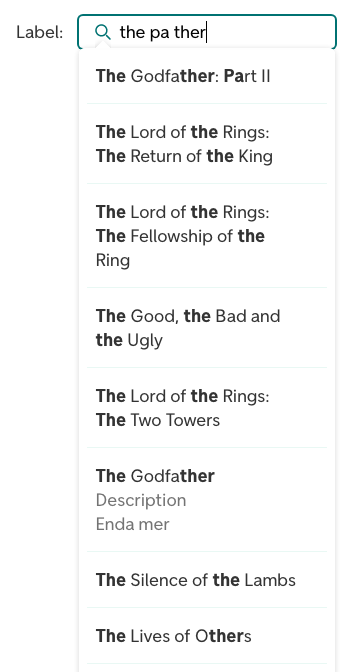 Label: the pa ther
The Godfather: Part II
The Lord of the Rings:
The Return of the King
The Lord of the Rings:
The Fellowship of the
Ring
The Good, the Bad and
the Ugly
The Lord of the Rings:
The Two Towers
The Godfather
Description
Enda mer
The Silence of the Lambs
The Lives of Others